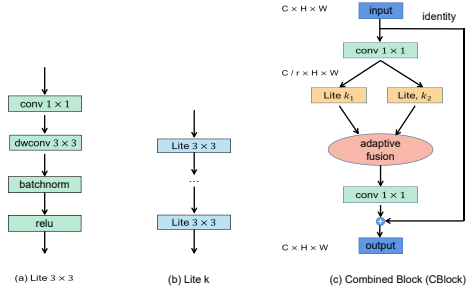 conv 1 × 1
dwconv 3 × 3
batchnorm
relu
(a) Lite 3 × 3
Lite 3 × 3
...
Lite 3 × 3
(b) Lite k
C × H × W
input
identity
conv 1 × 1
C / r × H × W
Lite k₁
Lite, k₂
adaptive
fusion
conv 1 × 1
+
C × H × W
output
(c) Combined Block (CBlock)